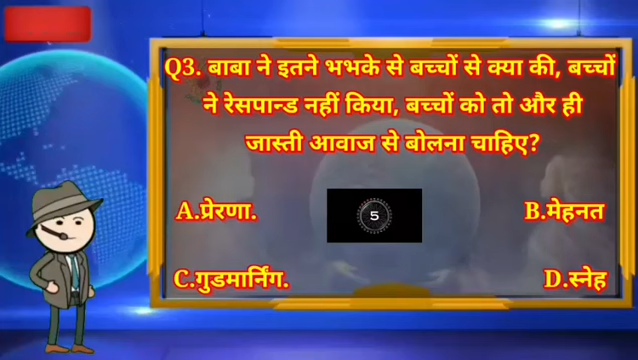 Q3. बाबा ने इतने भभके से बच्चों से क्या की, बच्चों
ने रेसपान्ड नहीं किया, बच्चों को तो और ही
जास्ती आवाज से बोलना चाहिए?
A.प्रेरणा.
B.मेहनत
5
C.गुडमार्निंग.
D.स्नेह